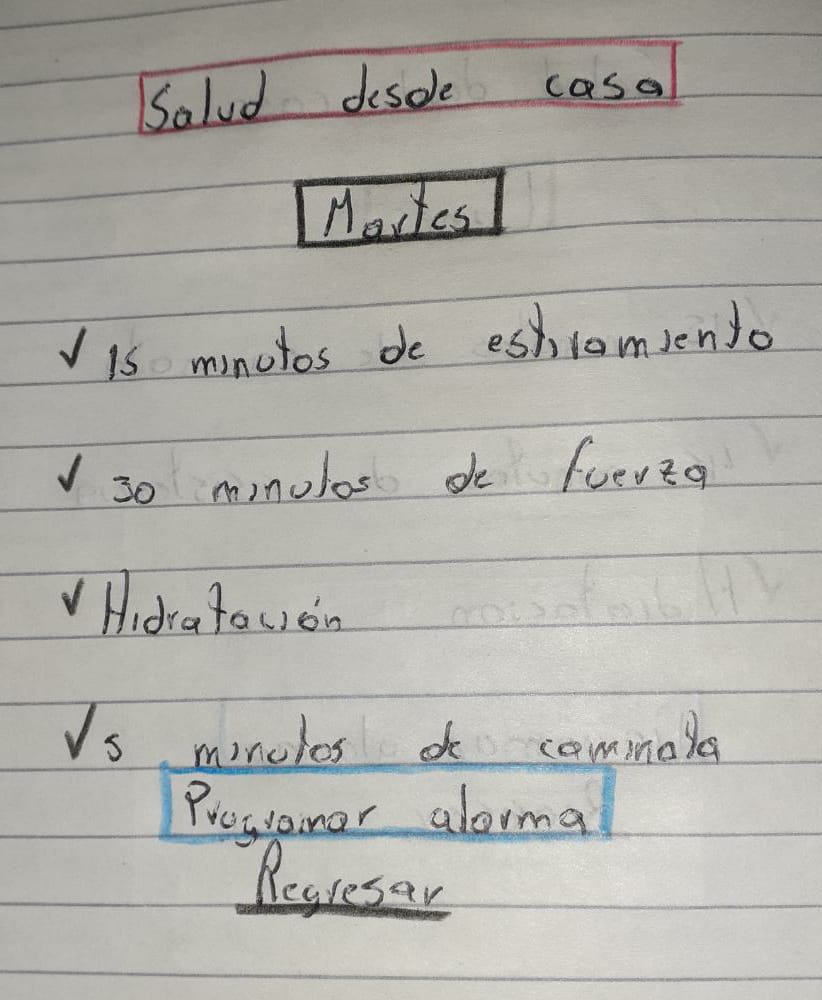 Salud desde casa
Martes
✓ 15 minutos de estiramiento
✓ 30 minutos de fuerza
✓ Hidratación
✓ 5 minutos de caminata
Programar alarma
Regresar